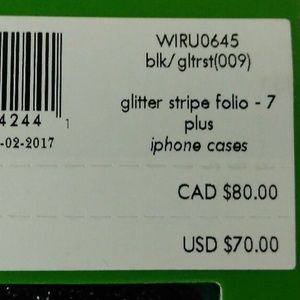 WIRU0645
blk/gltrst(009)
glitter stripe folio - 7
plus
iphone cases
4244 1
-02-2017
CAD $80.00
USD $70.00